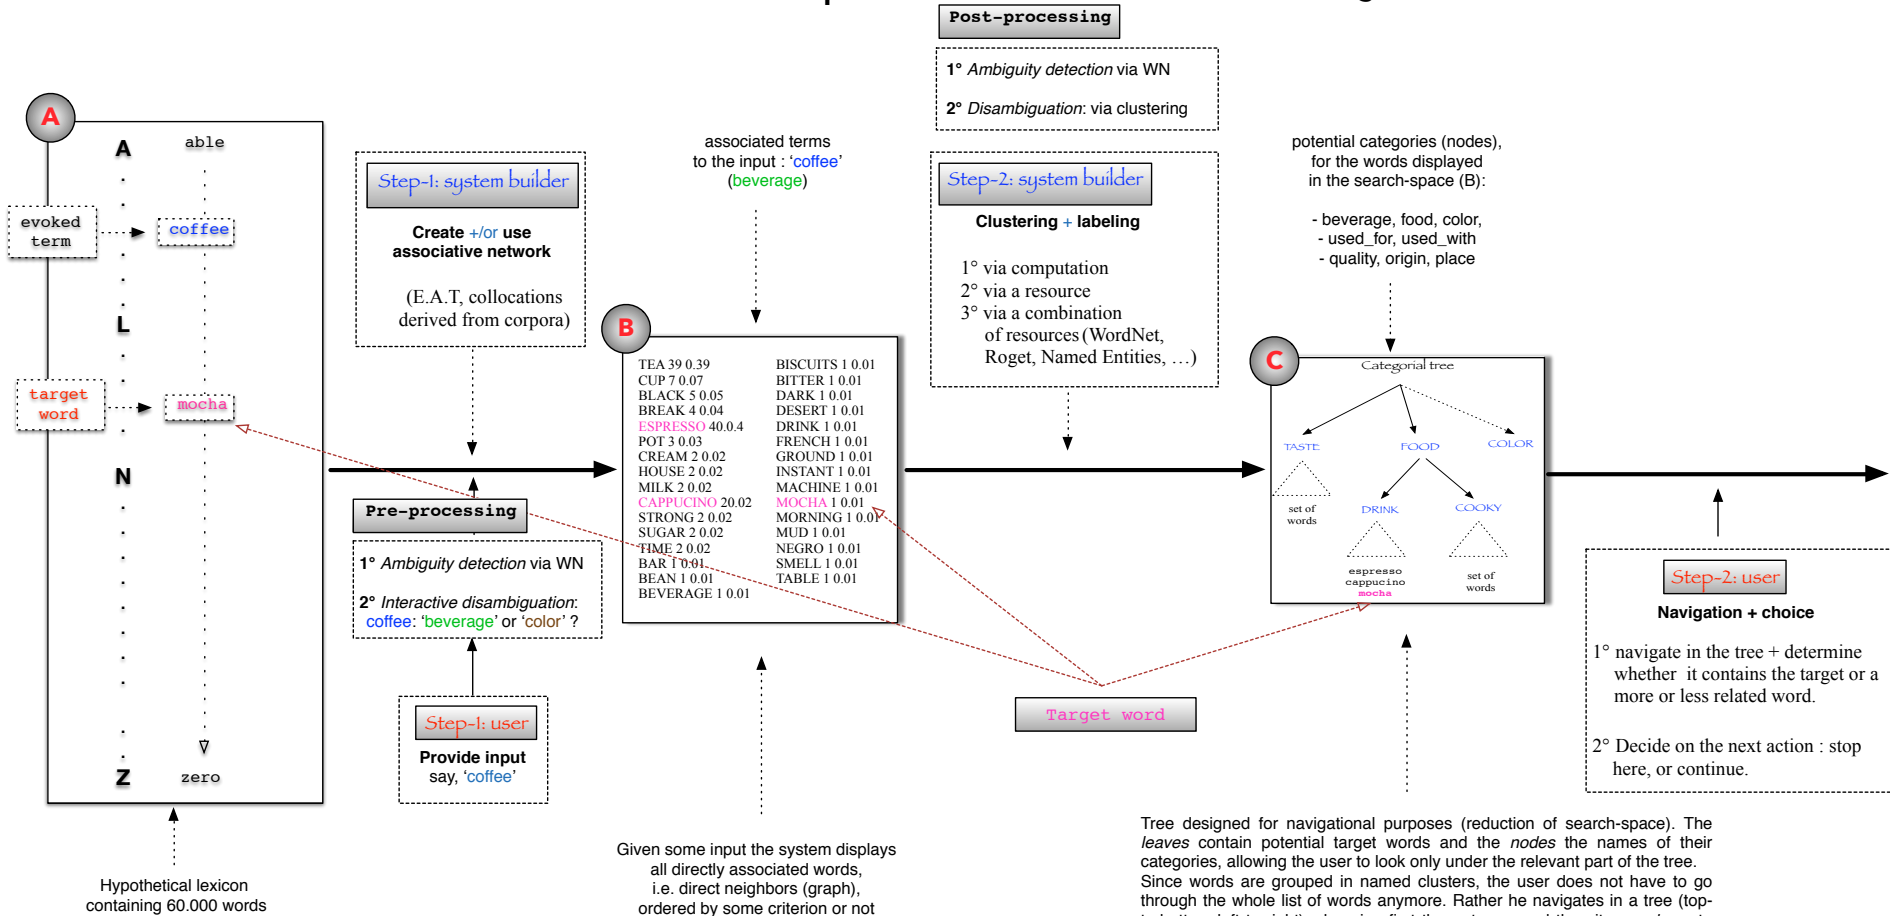 Post-processing
1° Ambiguity detection via WN
2° Disambiguation: via clustering
A
A
able
evoked
term
coffee
L
target
word
mocha
N
Z
zero
Hypothetical lexicon
containing 60.000 words
Step-1: system builder
Create +/or use
associative network
(E.A.T, collocations
derived from corpora)
Pre-processing
1° Ambiguity detection via WN
2° Interactive disambiguation:
coffee: ‘beverage’ or ‘color’ ?
Step-1: user
Provide input
say, ‘coffee’
associated terms
to the input : ‘coffee’
(beverage)
B
TEA 39 0.39
CUP 7 0.07
BLACK 5 0.05
BREAK 4 0.04
ESPRESSO 40.0.4
POT 3 0.03
CREAM 2 0.02
HOUSE 2 0.02
MILK 2 0.02
CAPPUCINO 20.02
STRONG 2 0.02
SUGAR 2 0.02
TIME 2 0.02
BAR 1 0.01
BEAN 1 0.01
BEVERAGE 1 0.01
BISCUITS 1 0.01
BITTER 1 0.01
DARK 1 0.01
DESERT 1 0.01
DRINK 1 0.01
FRENCH 1 0.01
GROUND 1 0.01
INSTANT 1 0.01
MACHINE 1 0.01
MOCHA 1 0.01
MORNING 1 0.01
MUD 1 0.01
NEGRO 1 0.01
SMELL 1 0.01
TABLE 1 0.01
Given some input the system displays
all directly associated words,
i.e. direct neighbors (graph),
ordered by some criterion or not
Step-2: system builder
Clustering + labeling
1° via computation
2° via a resource
3° via a combination
of resources (WordNet,
Roget, Named Entities, …)
Target word
potential categories (nodes),
for the words displayed
in the search-space (B):
- beverage, food, color,
- used_for, used_with
- quality, origin, place
C
Categorial tree
TASTE
FOOD
COLOR
set of
words
DRINK
COOKY
espresso
cappucino
mocha
set of
words
Tree designed for navigational purposes (reduction of search-space). The
leaves contain potential target words and the nodes the names of their
categories, allowing the user to look only under the relevant part of the tree.
Since words are grouped in named clusters, the user does not have to go
through the whole list of words anymore. Rather he navigates in a tree (top-
Step-2: user
Navigation + choice
1° navigate in the tree + determine
whether it contains the target or a
more or less related word.
2° Decide on the next action : stop
here, or continue.